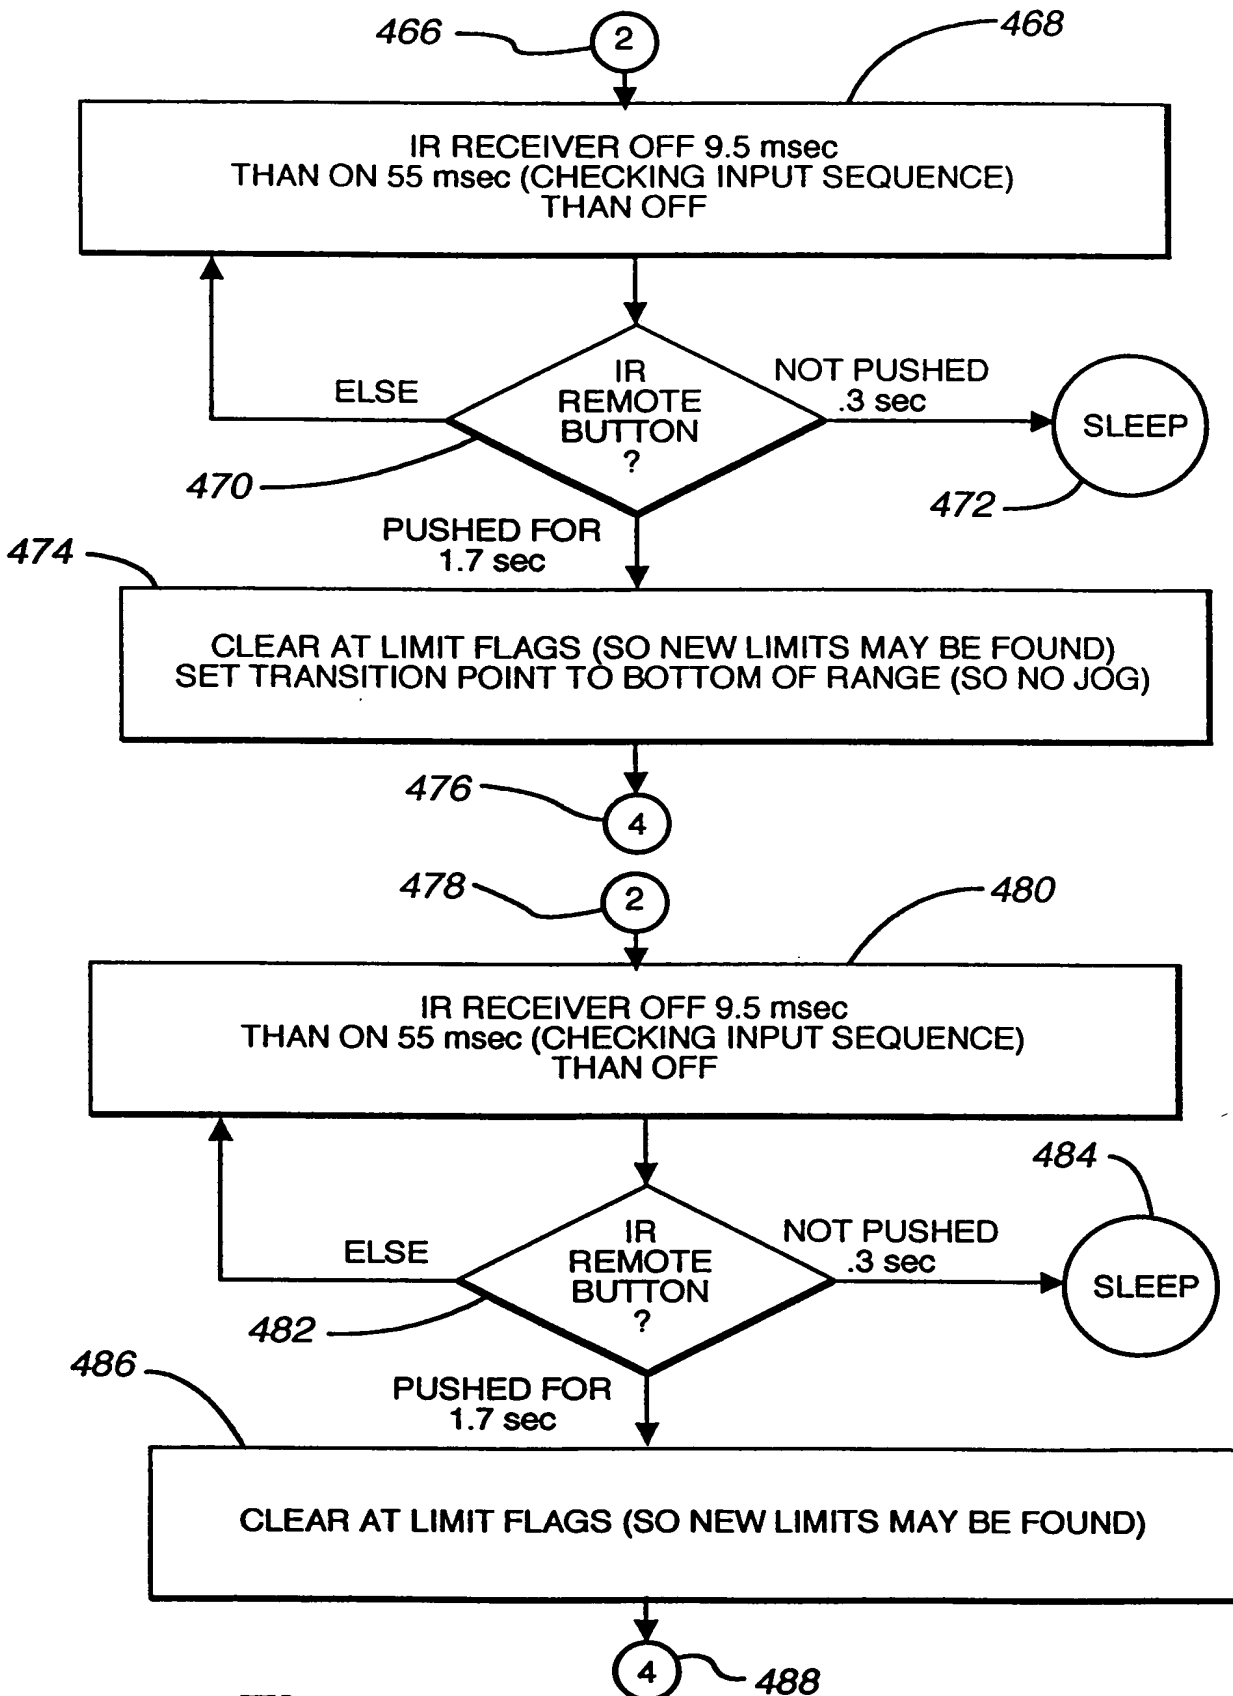 466
2
468
IR RECEIVER OFF 9.5 msec
THAN ON 55 msec (CHECKING INPUT SEQUENCE)
THAN OFF
ELSE
IR
REMOTE
BUTTON
?
NOT PUSHED
.3 sec
SLEEP
470
472
PUSHED FOR
1.7 sec
474
CLEAR AT LIMIT FLAGS (SO NEW LIMITS MAY BE FOUND)
SET TRANSITION POINT TO BOTTOM OF RANGE (SO NO JOG)
476
4
478
2
480
IR RECEIVER OFF 9.5 msec
THAN ON 55 msec (CHECKING INPUT SEQUENCE)
THAN OFF
484
ELSE
IR
REMOTE
BUTTON
?
NOT PUSHED
.3 sec
SLEEP
482
486
PUSHED FOR
1.7 sec
CLEAR AT LIMIT FLAGS (SO NEW LIMITS MAY BE FOUND)
4
488